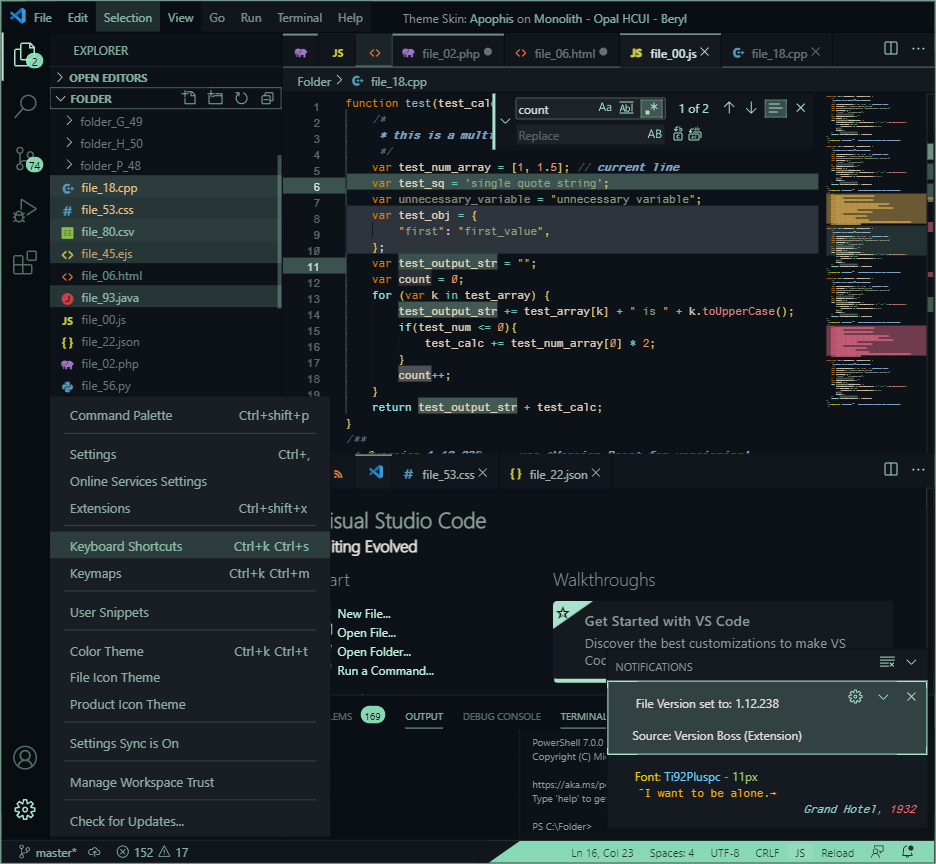 File Edit Selection View Go Run Terminal Help Theme Skin: Apophis on Monolith - Opal HCUI - Beryl
2
74
EXPLORER
OPEN EDITORS
FOLDER
folder_G_49
folder_H_50
folder_P_48
file_18.cpp
file_53.css
file_80.csv
file_45.ejs
file_06.html
file_93.java
file_00.js
file_22.json
file_02.php
file_56.py
JS file_02.php file_06.html JS file_00.js file_18.cpp
Folder > file_18.cpp
count Aa Abl .* 1 of 2
Replace AB
1 function test(test_calc
2 /*
3 * this is a multi
4 */
5 var test_num_array = [1, 1.5]; // current line
6 var test_sq = 'single quote string';
7 var unnecessary_variable = "unnecessary variable";
8 var test_obj = {
9 "first": "first_value",
10 };
11 var test_output_str = "";
12 var count = 0;
13 for (var k in test_array) {
14 test_output_str += test_array[k] + " is " + k.toUpperCase();
15 if(test_num <= 0){
16 test_calc += test_num_array[0] * 2;
17 }
18 count++;
19 }
return test_output_str + test_calc;
}
/**
Command Palette Ctrl+shift+p
Settings Ctrl+,
Online Services Settings
Extensions Ctrl+shift+x
Keyboard Shortcuts Ctrl+k Ctrl+s
Keymaps Ctrl+k Ctrl+m
User Snippets
Color Theme Ctrl+k Ctrl+t
File Icon Theme
Product Icon Theme
Settings Sync is On
Manage Workspace Trust
Check for Updates...
# file_53.css {} file_22.json
isual Studio Code
iting Evolved
art
New File...
Open File...
Open Folder...
Run a Command...
Walkthroughs
Get Started with VS Code
Discover the best customizations to make VS
Coc
NOTIFICATIONS
File Version set to: 1.12.238
Source: Version Boss (Extension)
Font: Ti92Pluspc - 11px
I want to be alone.
Grand Hotel, 1932
LEMS 169 OUTPUT DEBUG CONSOLE TERMINAL
PowerShell 7.0.0
Copyright (C) Mi
https://aka.ms/p
Type 'help' to ge
PS C:\Folder>
master* 152 17 Ln 16, Col 23 Spaces: 4 UTF-8 CRLF JS Reload